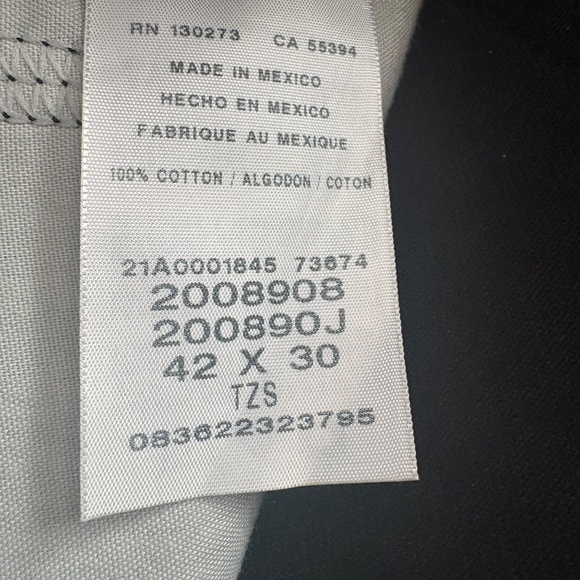 RN 130273 CA 55394
MADE IN MEXICO
HECHO EN MEXICO
FABRIQUE AU MEXIQUE
100% COTTON / ALGODON / COTON
21A0001845 73674
2008908
200890J
42 X 30
TZS
083622323795